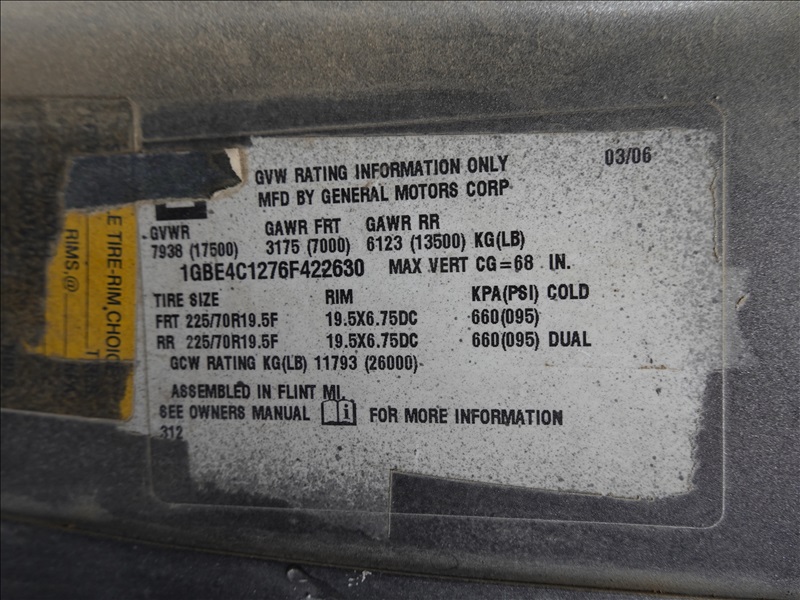 GVW RATING INFORMATION ONLY 03/06
MFD BY GENERAL MOTORS CORP
GVWR GAWR FRT GAWR RR
7938 (17500) 3175 (7000) 6123 (13500) KG(LB)
1GBE4C1276F422630 MAX VERT CG=68 IN.
TIRE SIZE RIM KPA(PSI) COLD
FRT 225/70R19.5F 19.5X6.75DC 660(095)
RR 225/70R19.5F 19.5X6.75DC 660(095) DUAL
GCW RATING KG(LB) 11793 (26000)
ASSEMBLED IN FLINT MI.
SEE OWNERS MANUAL i FOR MORE INFORMATION
312
E TIRE-RIM CHOIC
RIMS,@